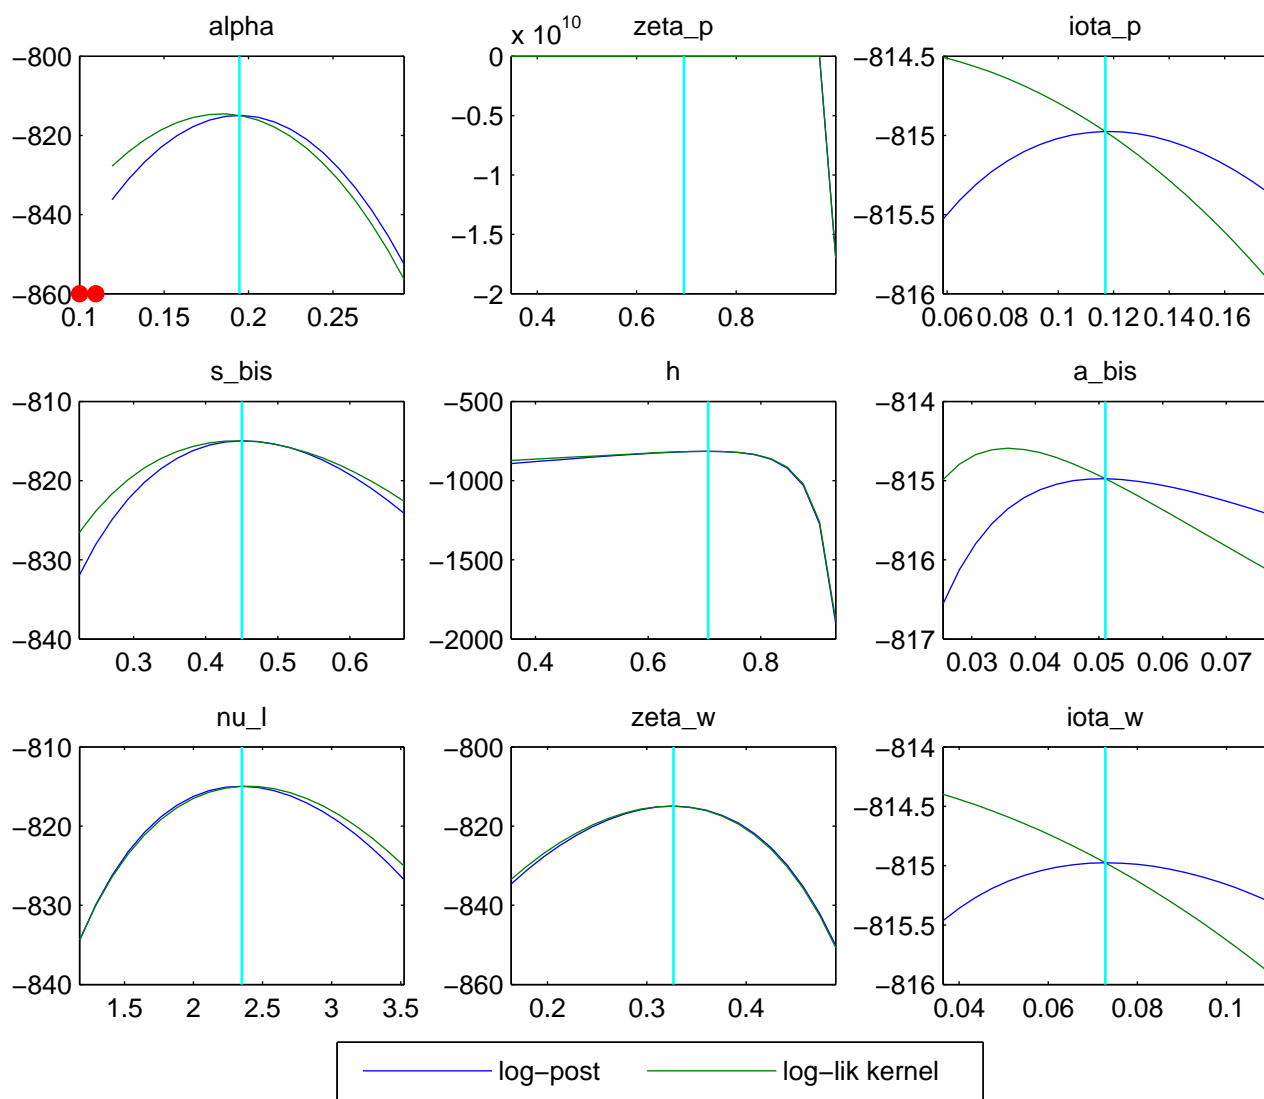 alpha
−800
−820
−840
−860
0.1 0.15 0.2 0.25
zeta_p
x 10^10
0
−0.5
−1
−1.5
−2
0.4 0.6 0.8
iota_p
−814.5
−815
−815.5
−816
0.06 0.08 0.1 0.12 0.14 0.16
s_bis
−810
−820
−830
−840
0.3 0.4 0.5 0.6
h
−500
−1000
−1500
−2000
0.4 0.6 0.8
a_bis
−814
−815
−816
−817
0.03 0.04 0.05 0.06 0.07
nu_l
−810
−820
−830
−840
1.5 2 2.5 3 3.5
zeta_w
−800
−820
−840
−860
0.2 0.3 0.4
iota_w
−814
−814.5
−815
−815.5
−816
0.04 0.06 0.08 0.1
log−post log−lik kernel